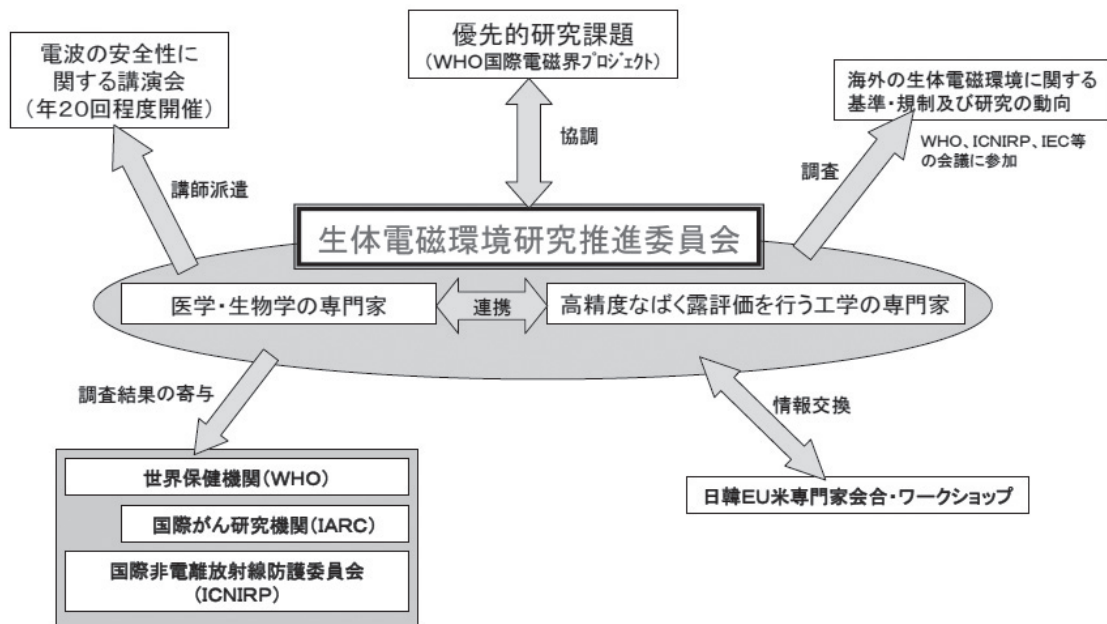 電波の安全性に
関する講演会
（年20回程度開催）
優先的研究課題
（WHO国際電磁界ﾌﾟﾛｼﾞｪｸﾄ）
海外の生体電磁環境に関する
基準・規制及び研究の動向
WHO、ICNIRP、IEC等
の会議に参加
協調
調査
講師派遣
生体電磁環境研究推進委員会
医学・生物学の専門家
連携
高精度なばく露評価を行う工学の専門家
調査結果の寄与
情報交換
世界保健機関（WHO）
国際がん研究機関（IARC）
国際非電離放射線防護委員会
（ICNIRP）
日韓EU米専門家会合・ワークショップ